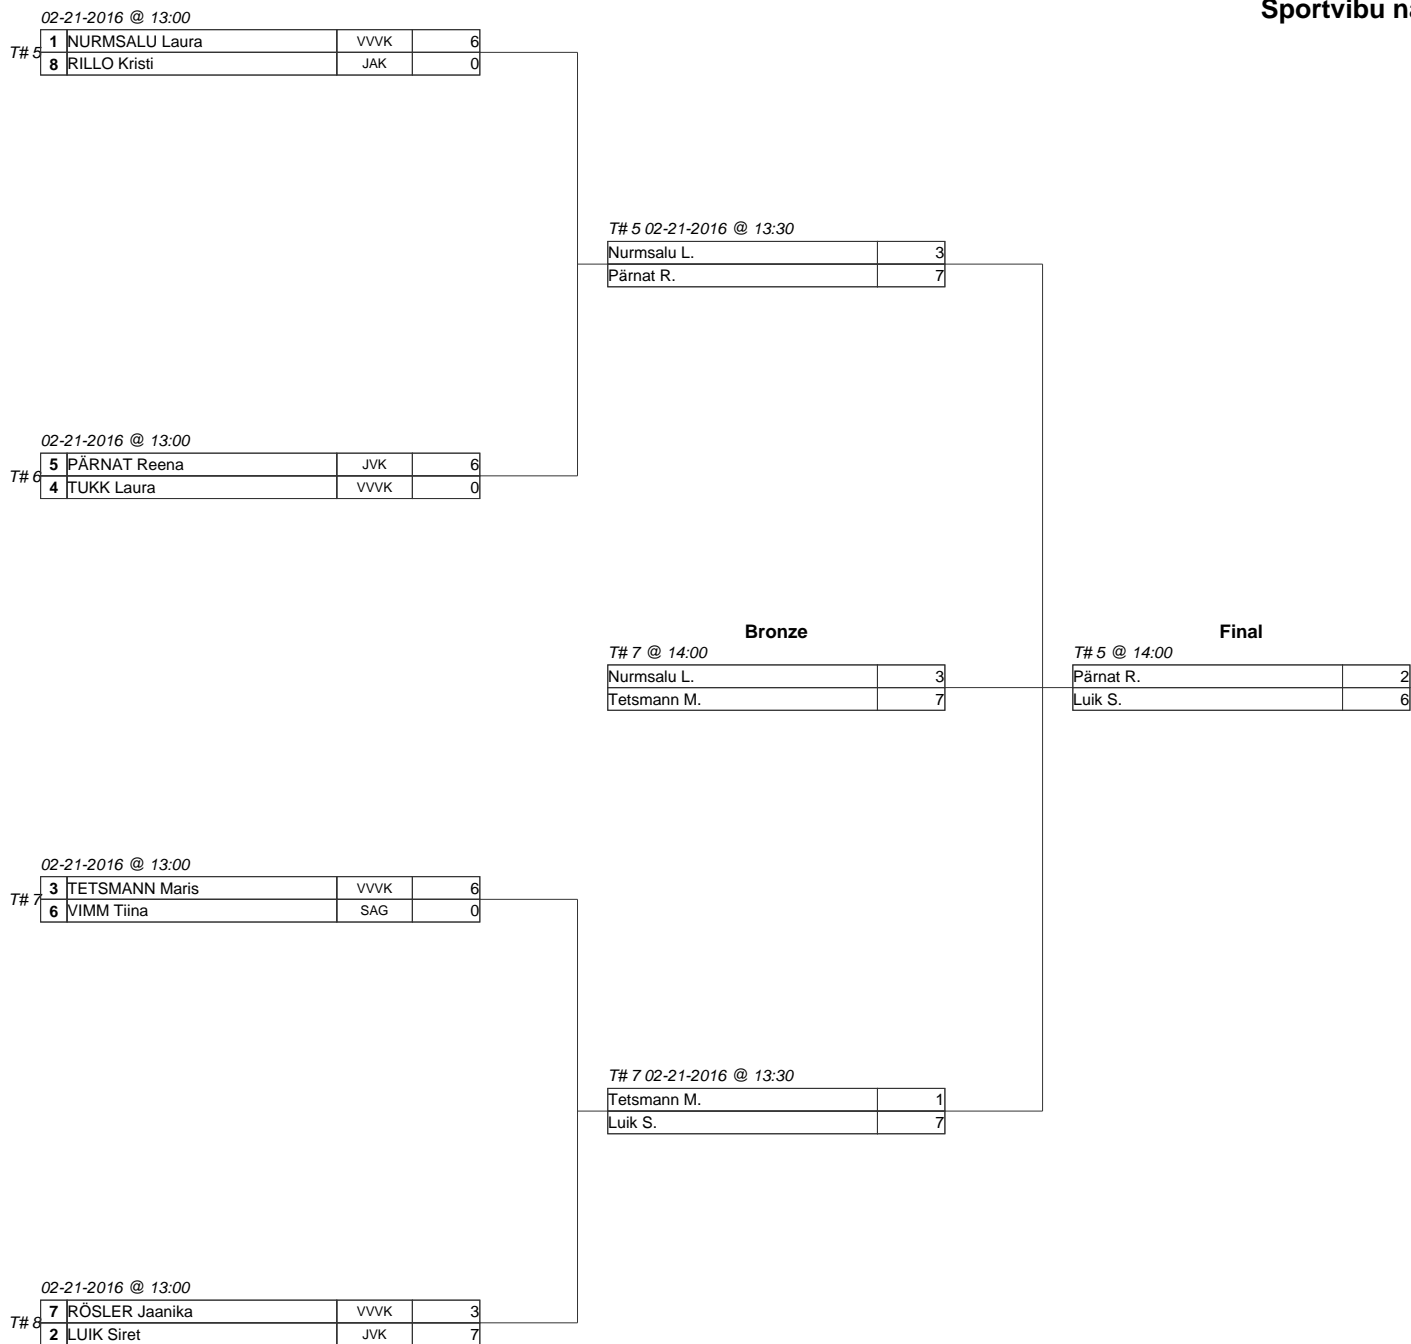 Sportvibu na
02-21-2016 @ 13:00
T# 5
1 NURMSALU Laura VVVK 6
8 RILLO Kristi JAK 0
T# 5 02-21-2016 @ 13:30
Nurmsalu L. 3
Pärnat R. 7
02-21-2016 @ 13:00
T# 6
5 PÄRNAT Reena JVK 6
4 TUKK Laura VVVK 0
Bronze
T# 7 @ 14:00
Nurmsalu L. 3
Tetsmann M. 7
Final
T# 5 @ 14:00
Pärnat R. 2
Luik S. 6
02-21-2016 @ 13:00
T# 7
3 TETSMANN Maris VVVK 6
6 VIMM Tiina SAG 0
T# 7 02-21-2016 @ 13:30
Tetsmann M. 1
Luik S. 7
02-21-2016 @ 13:00
T# 8
7 RÖSLER Jaanika VVVK 3
2 LUIK Siret JVK 7